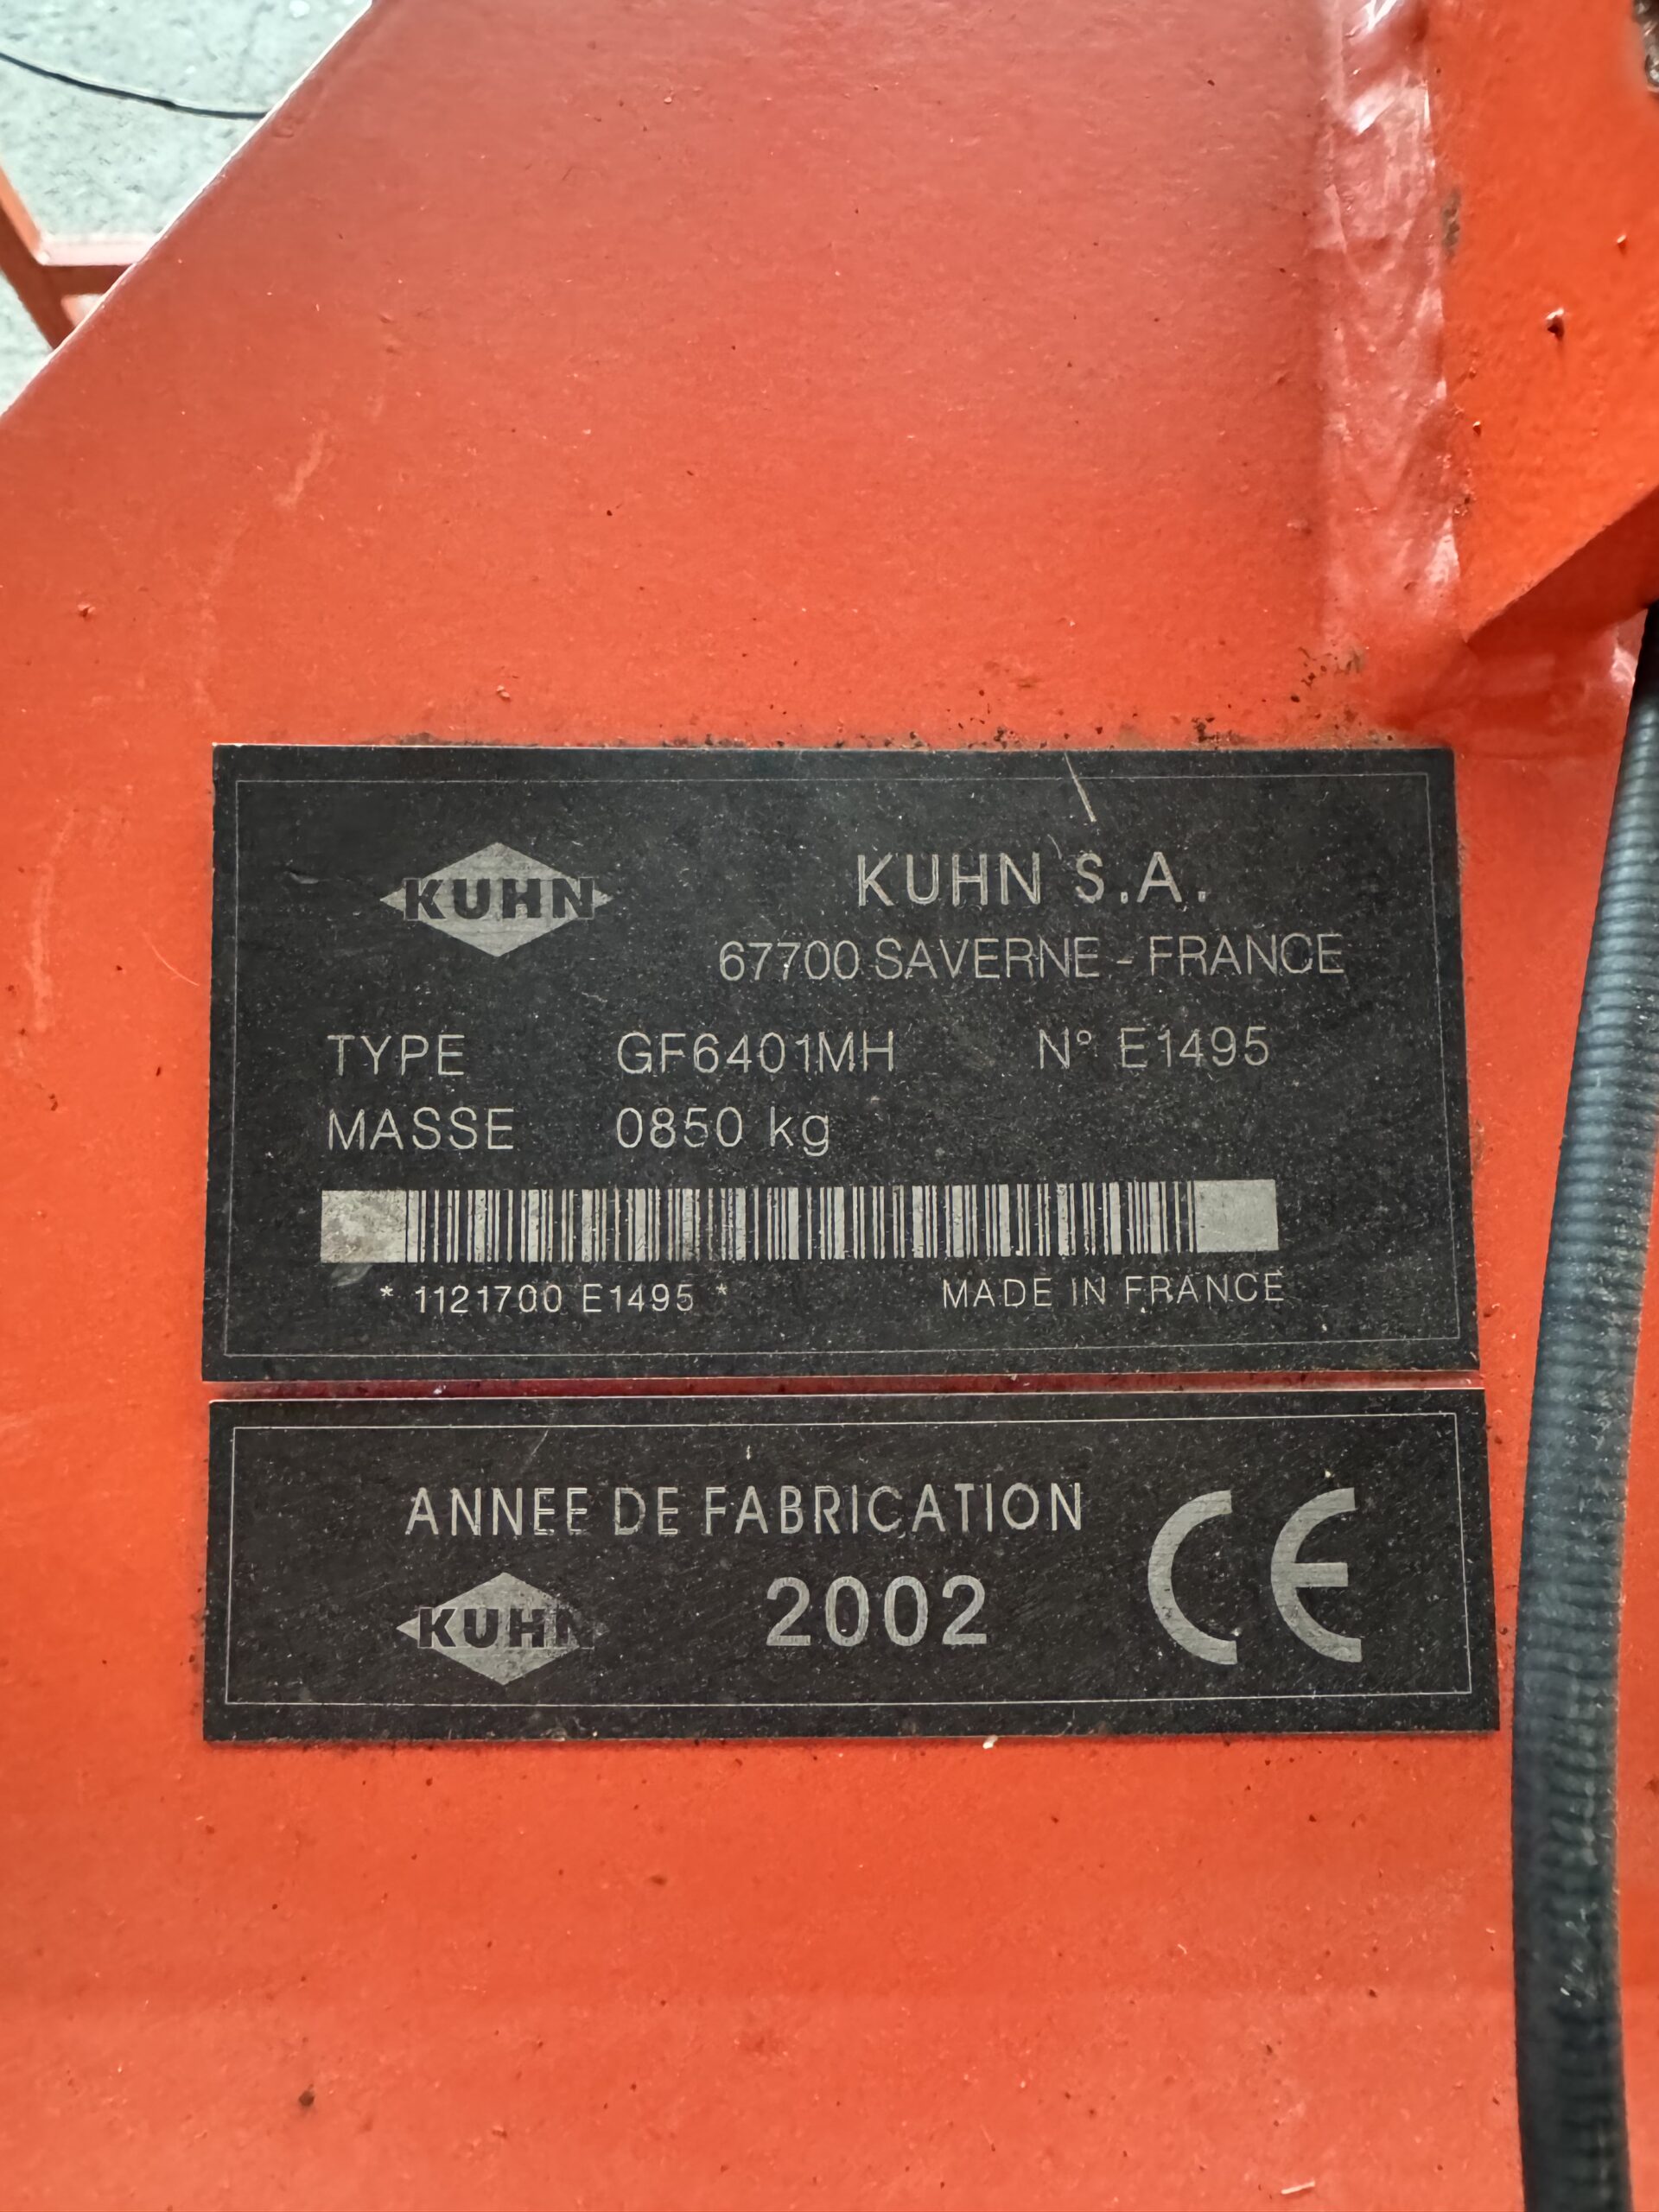 KUHN
KUHN S.A.
67700 SAVERNE - FRANCE
TYPE GF6401MH N° E1495
MASSE 0850 kg
* 1121700 E1495 *
MADE IN FRANCE
ANNEE DE FABRICATION
KUHN
2002
CE